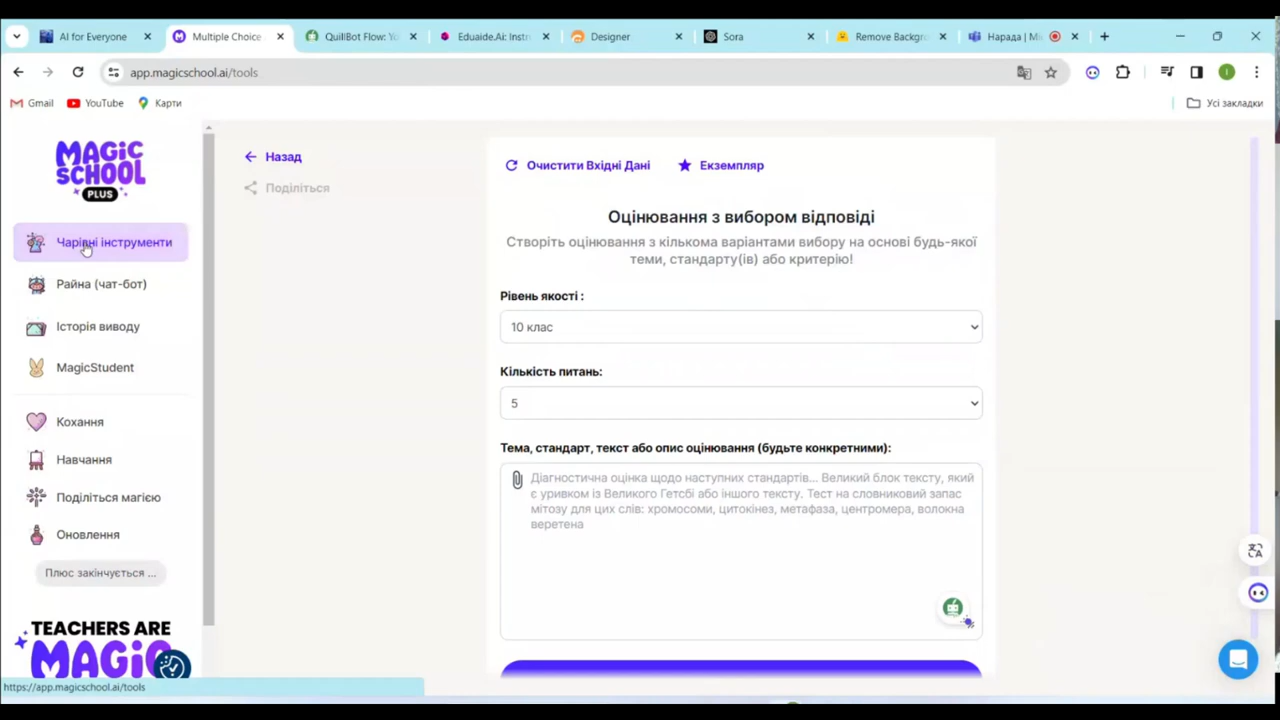 AI for Everyone
Multiple Choice
QuillBot Flow: Yo
Eduaide.Ai: Instr
Designer
Sora
Remove Backgro
Нарада | Mi
app.magicschool.ai/tools
Gmail
YouTube
Карти
Усі закладки
MAGIC
SCHOOL
PLUS
Чарівні інструменти
Райна (чат-бот)
Історія виводу
MagicStudent
Кохання
Навчання
Поділіться магією
Оновлення
Плюс закінчується ...
TEACHERS ARE
MAGIC
https://app.magicschool.ai/tools
Назад
Поділіться
Очистити Вхідні Дані
Екземпляр
Оцінювання з вибором відповіді
Створіть оцінювання з кількома варіантами вибору на основі будь-якої
теми, стандарту(ів) або критерію!
Рівень якості :
10 клас
Кількість питань:
5
Тема, стандарт, текст або опис оцінювання (будьте конкретними):
Діагностична оцінка щодо наступних стандартів... Великий блок тексту, який
є уривком із Великого Гетсбі або іншого тексту. Тест на словниковий запас
мітозу для цих слів: хромосоми, цитокінез, метафаза, центромера, волокна
веретена